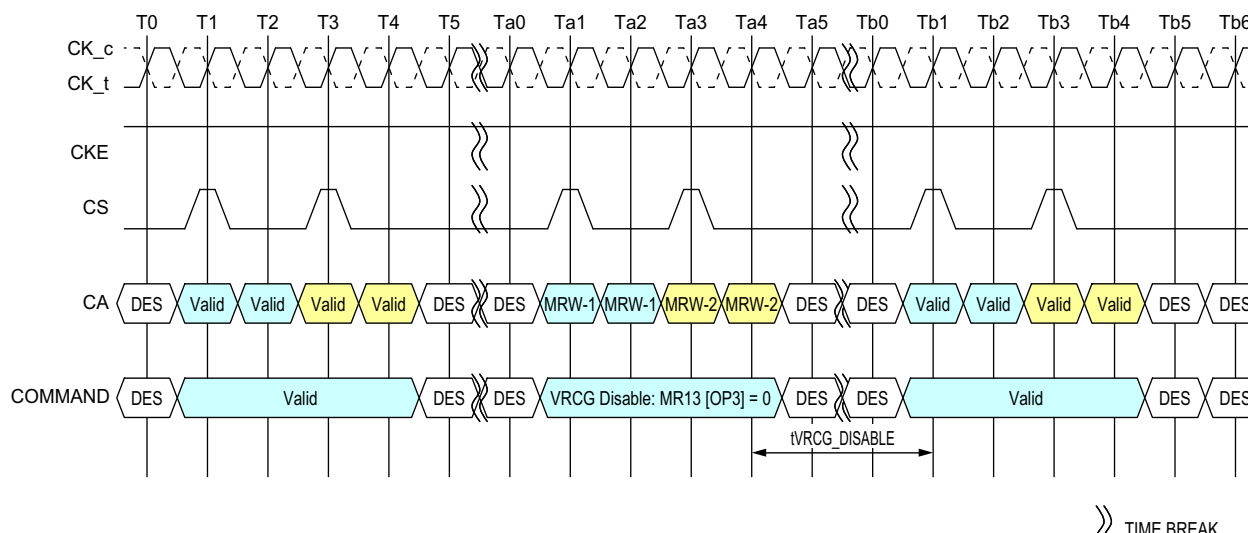 T0 T1 T2 T3 T4 T5 Ta0 Ta1 Ta2 Ta3 Ta4 Ta5 Tb0 Tb1 Tb2 Tb3 Tb4 Tb5 Tb6
CK_c
CK_t
CKE
CS
CA DES Valid Valid Valid Valid DES DES MRW-1 MRW-1 MRW-2 MRW-2 DES DES Valid Valid Valid Valid DES DES
COMMAND DES Valid DES DES VRCG Disable: MR13 [OP3] = 0 DES DES Valid DES DES
tVRCG_DISABLE
TIME BREAK